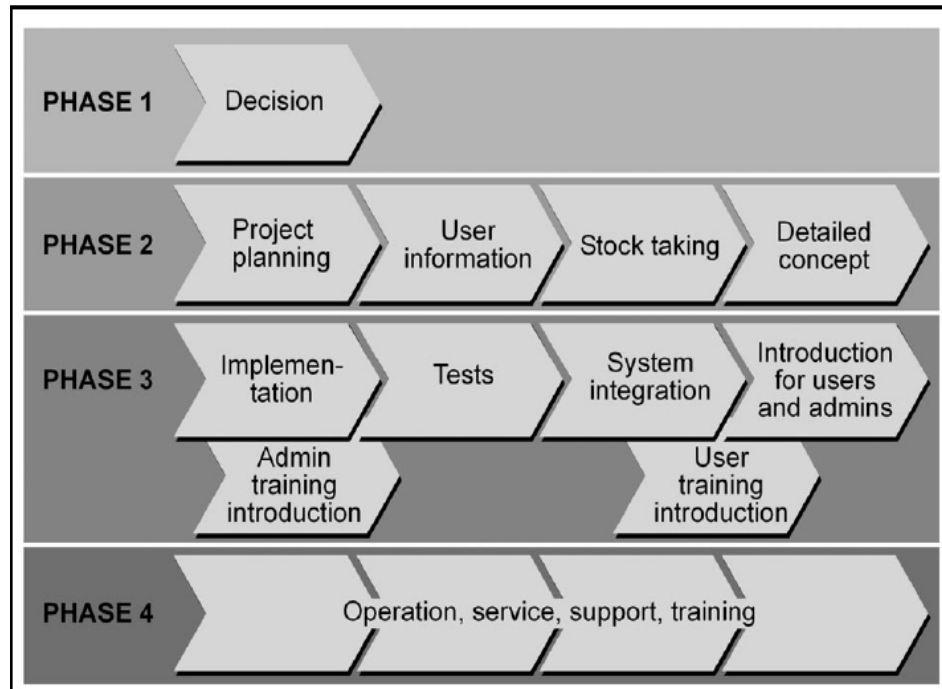 PHASE 1
Decision
PHASE 2
Project
planning
User
information
Stock taking
Detailed
concept
PHASE 3
Implemen-
tation
Tests
System
integration
Introduction
for users
and admins
Admin
training
introduction
User
training
introduction
PHASE 4
Operation, service, support, training